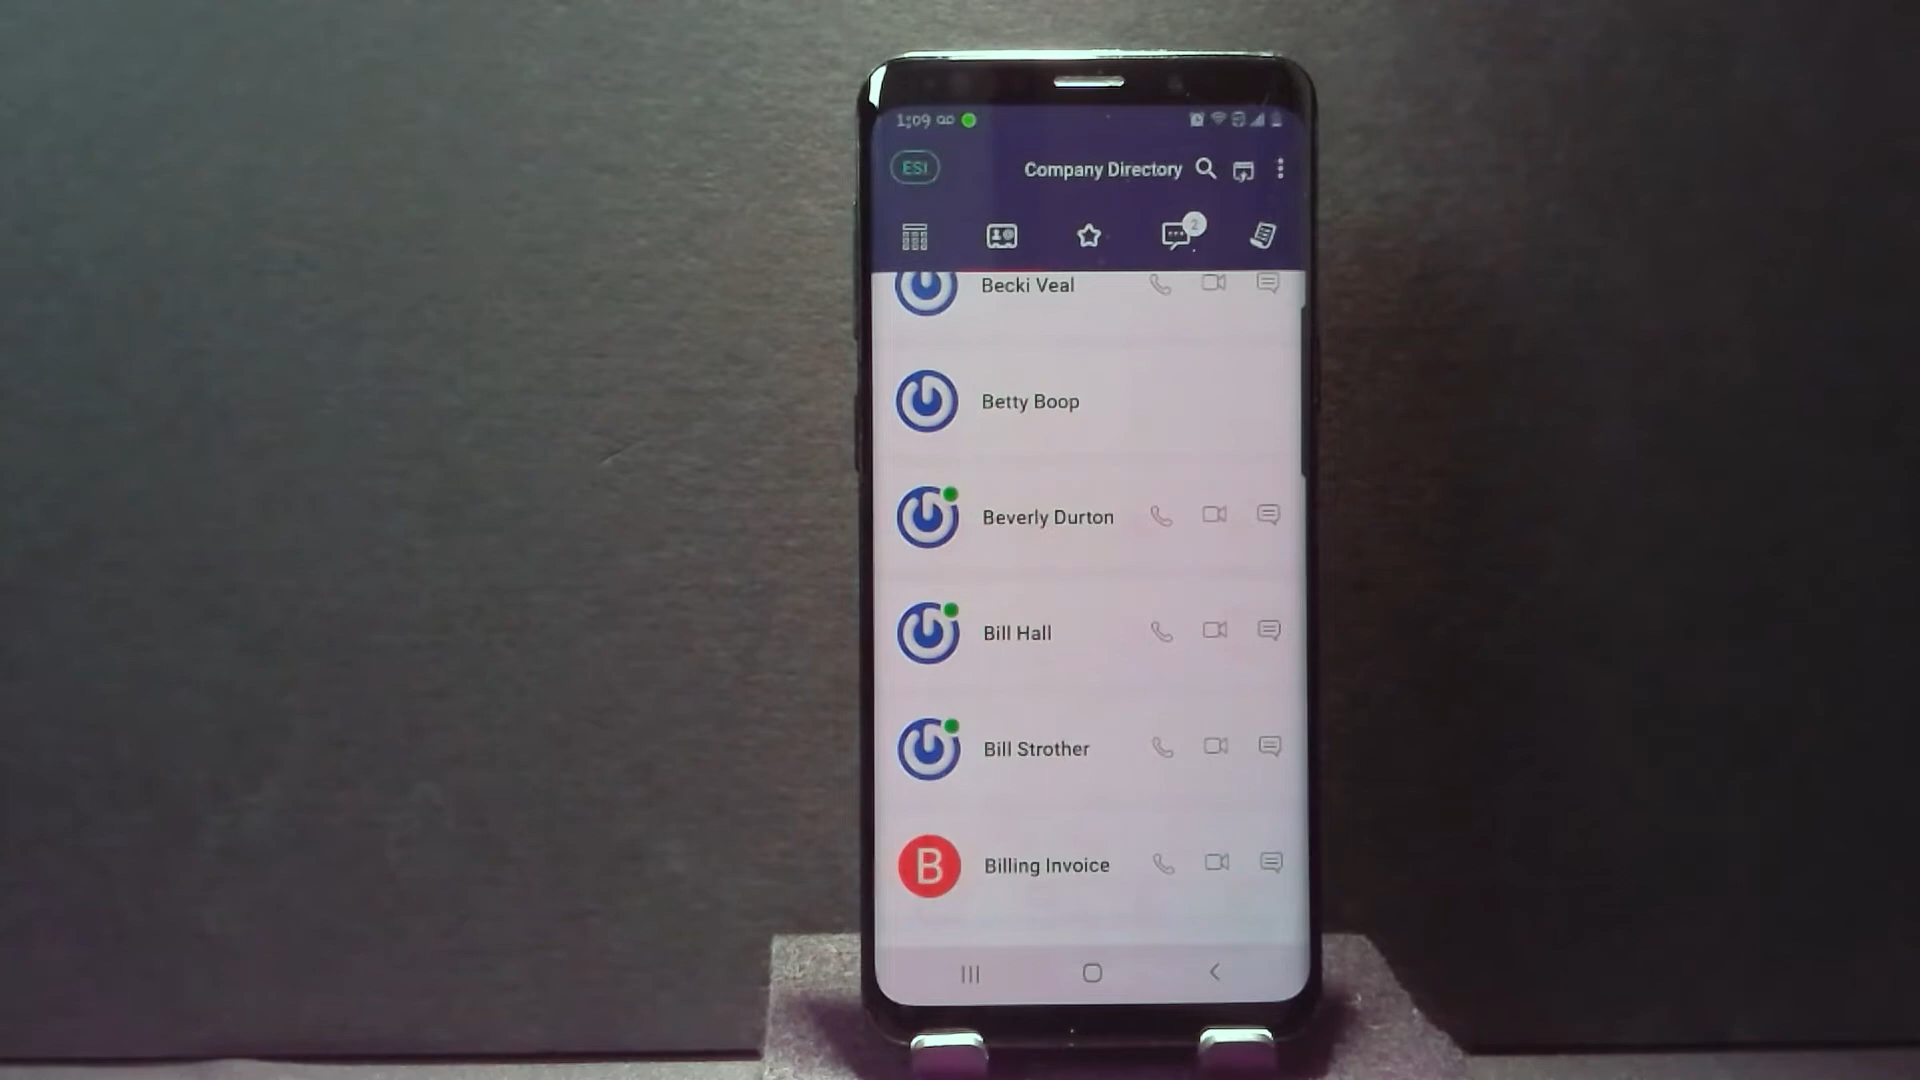 1:09
ESI
Company Directory
2
Becki Veal
Betty Boop
Beverly Durton
Bill Hall
Bill Strother
B
Billing Invoice